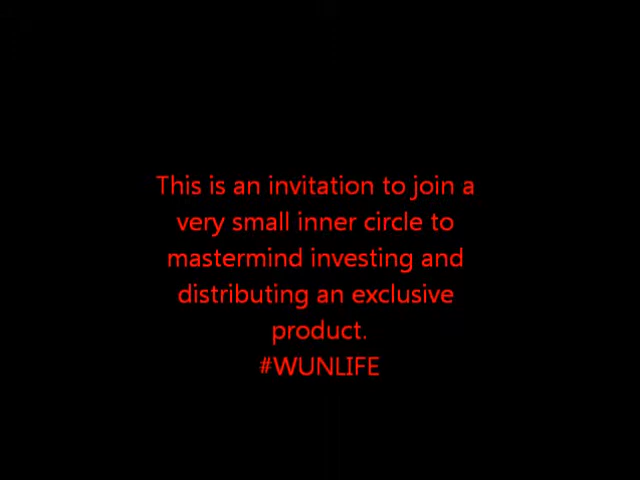 This is an invitation to join a
very small inner circle to
mastermind investing and
distributing an exclusive
product.
#WUNLIFE